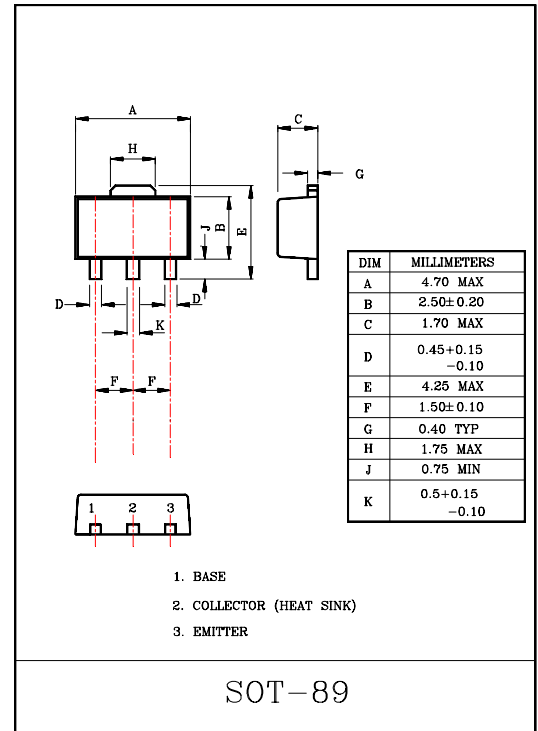 A
H
C
G
J
B
E
D
D
K
F
F
DIM MILLIMETERS
A 4.70 MAX
B 2.50±0.20
C 1.70 MAX
D 0.45+0.15
−0.10
E 4.25 MAX
F 1.50±0.10
G 0.40 TYP
H 1.75 MAX
J 0.75 MIN
K 0.5+0.15
−0.10
1 2 3
1. BASE
2. COLLECTOR (HEAT SINK)
3. EMITTER
SOT−89